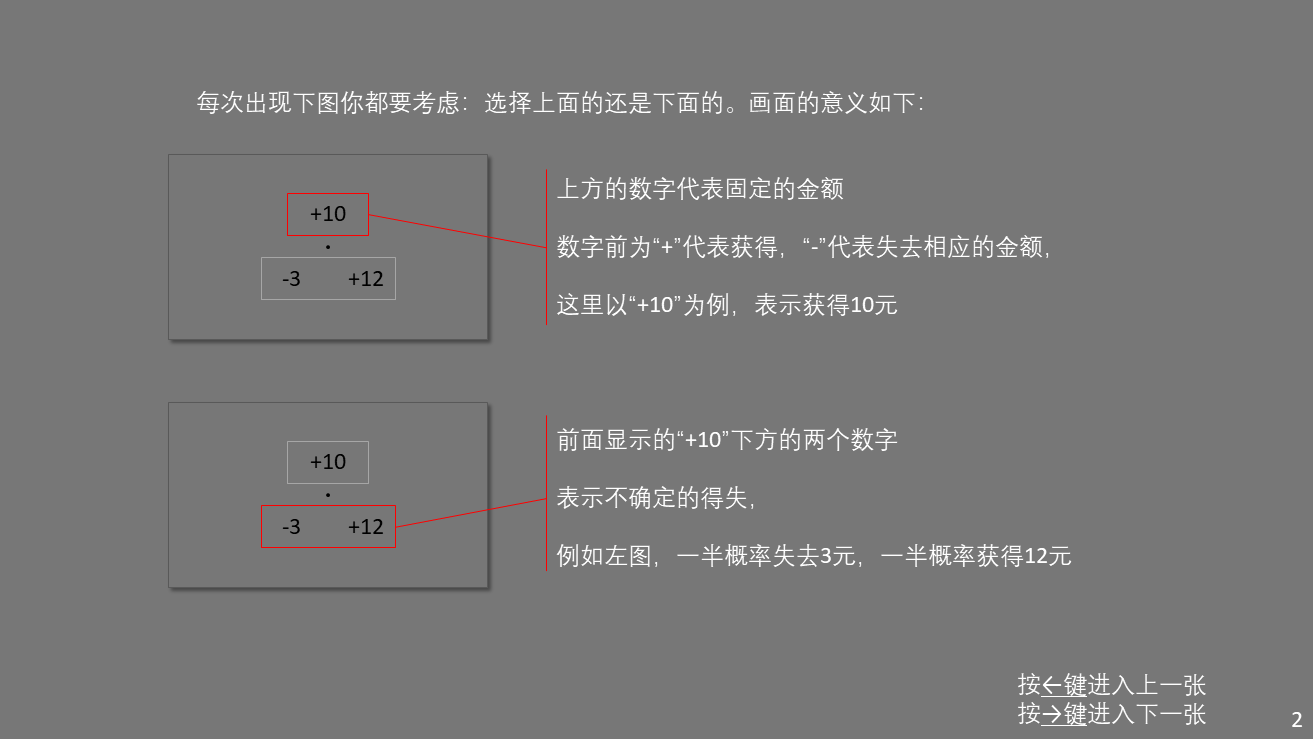 每次出现下图你都要考虑：选择上面的还是下面的。画面的意义如下：
+10
-3 +12
上方的数字代表固定的金额
数字前为“+”代表获得，“-”代表失去相应的金额，
这里以“+10”为例，表示获得10元
+10
-3 +12
前面显示的“+10”下方的两个数字
表示不确定的得失，
例如左图，一半概率失去3元，一半概率获得12元
按←键进入上一张
按→键进入下一张
2